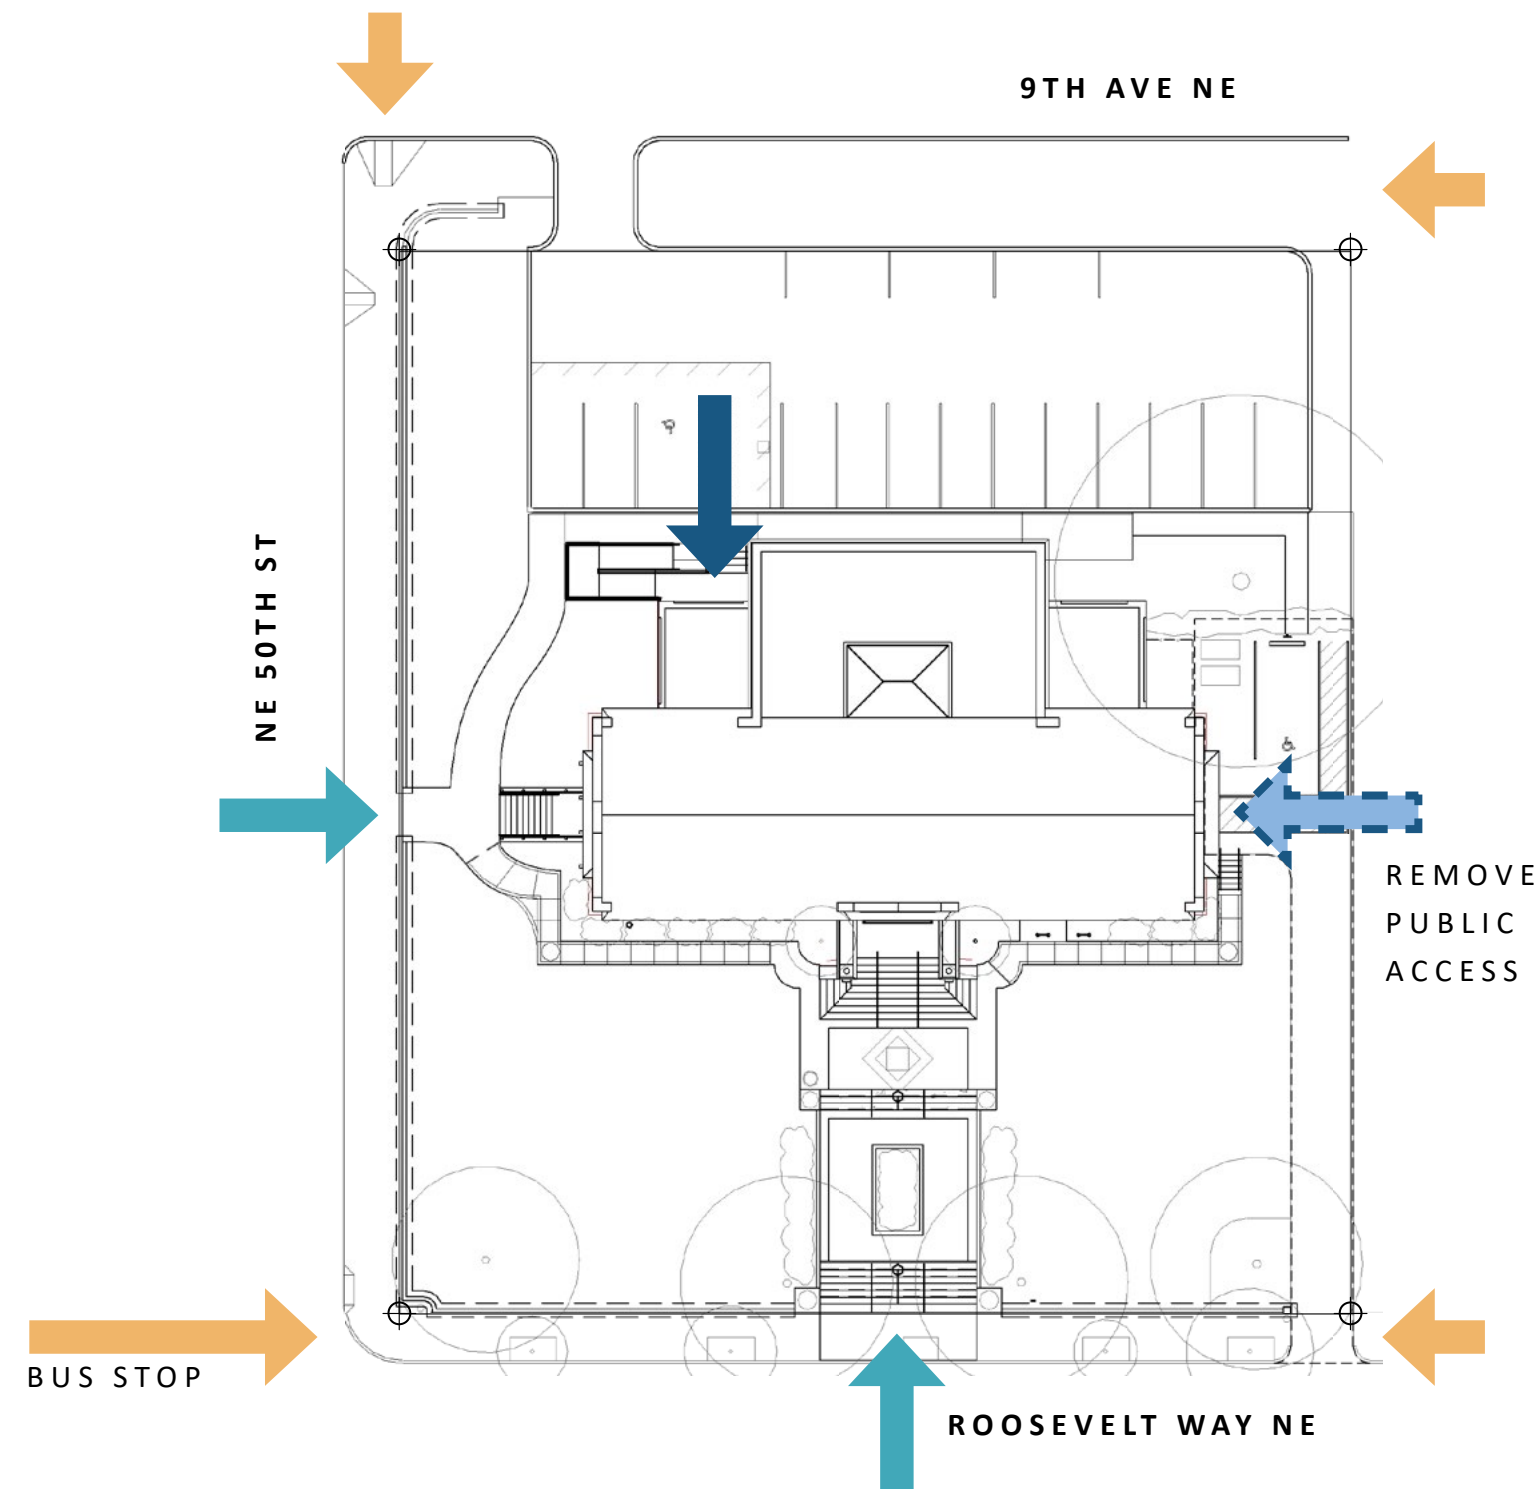 9TH AVE NE
NE 50TH ST
REMOVE
PUBLIC
ACCESS
BUS STOP
ROOSEVELT WAY NE